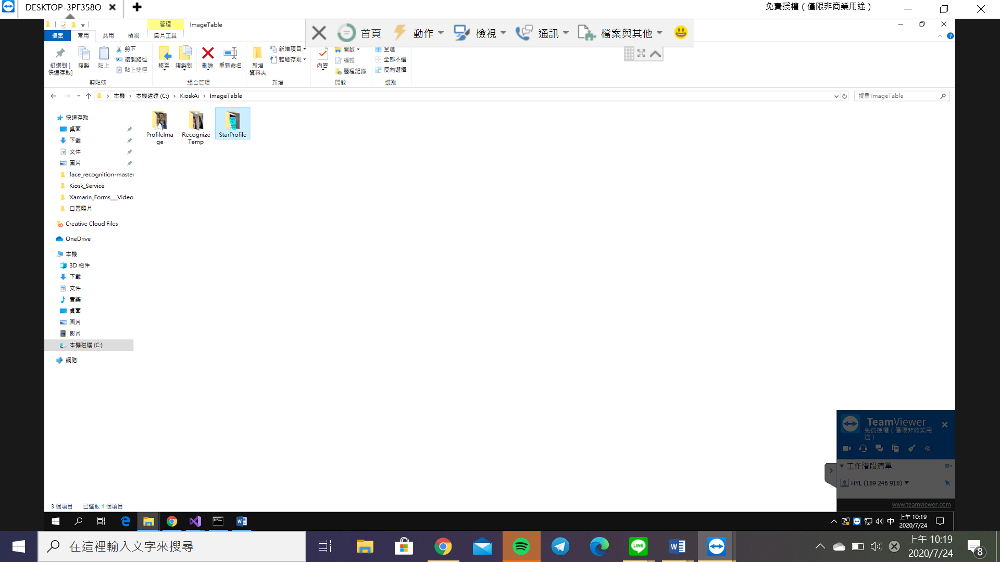 DESKTOP-3PF358O
免費授權（僅限非商業用途）
管理
ImageTable
檔案
常用
共用
檢視
圖片工具
首頁
動作
檢視
通訊
檔案與其他
釘選到 [
快速存取]
複製
貼上
剪下
複製路徑
貼上捷徑
剪貼簿
移至
複製到
刪除
重新命名
組合管理
新增
資料夾
新增項目
輕鬆存取
新增
內容
開啟
編輯
歷程記錄
開啟
全選
全部不選
反向選擇
選取
本機 › 本機磁碟 (C:) › KioskAi › ImageTable
搜尋 ImageTable
快速存取
桌面
下載
文件
圖片
face_recognition-master
Kiosk_Service
Xamarin_Forms__Video
口罩照片
Creative Cloud Files
OneDrive
本機
3D 物件
下載
文件
音樂
桌面
圖片
影片
本機磁碟 (C:)
網路
ProfileIma
ge
Recognize
Temp
StarProfile
TeamViewer
免費授權（僅限非商業用
途）
工作階段清單
HYL (189 246 918)
www.teamviewer.com
3 個項目
已選取 1 個項目
中
上午 10:19
2020/7/24
在這裡輸入文字來搜尋
LINE
上午 10:19
2020/7/24
8